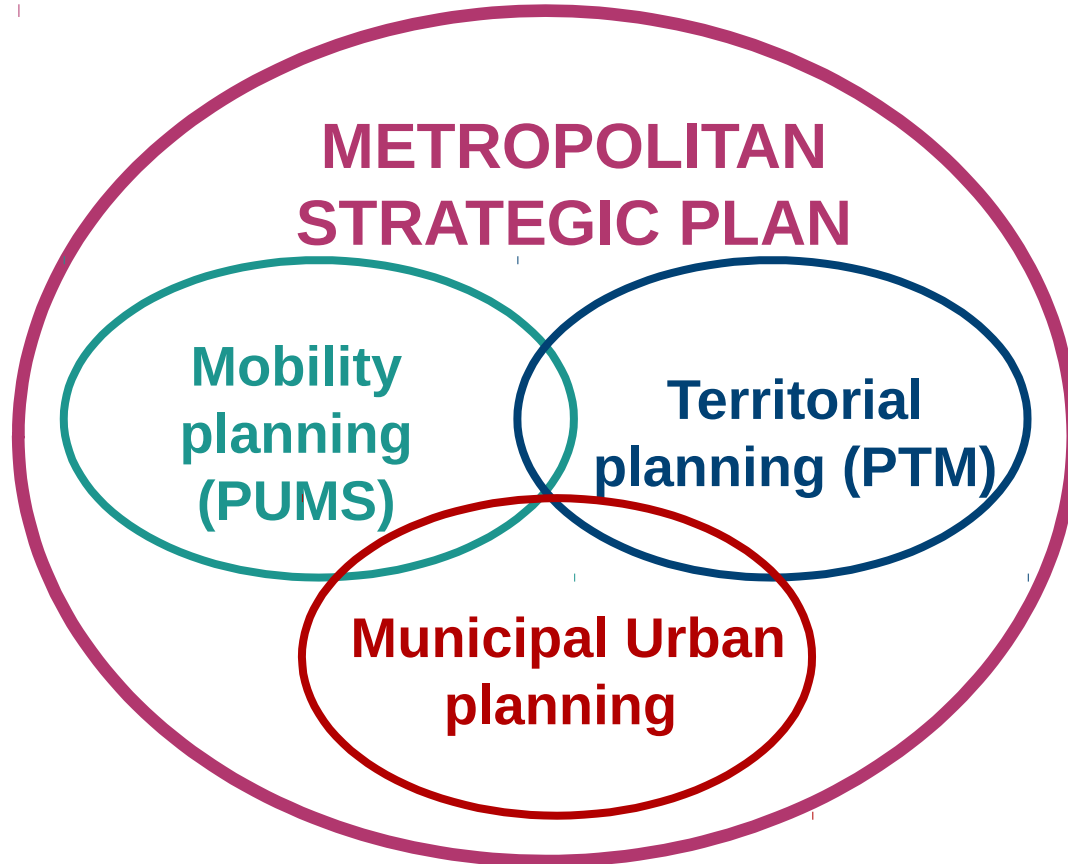 METROPOLITAN
STRATEGIC PLAN
Mobility
planning
(PUMS)
Territorial
planning (PTM)
Municipal Urban
planning